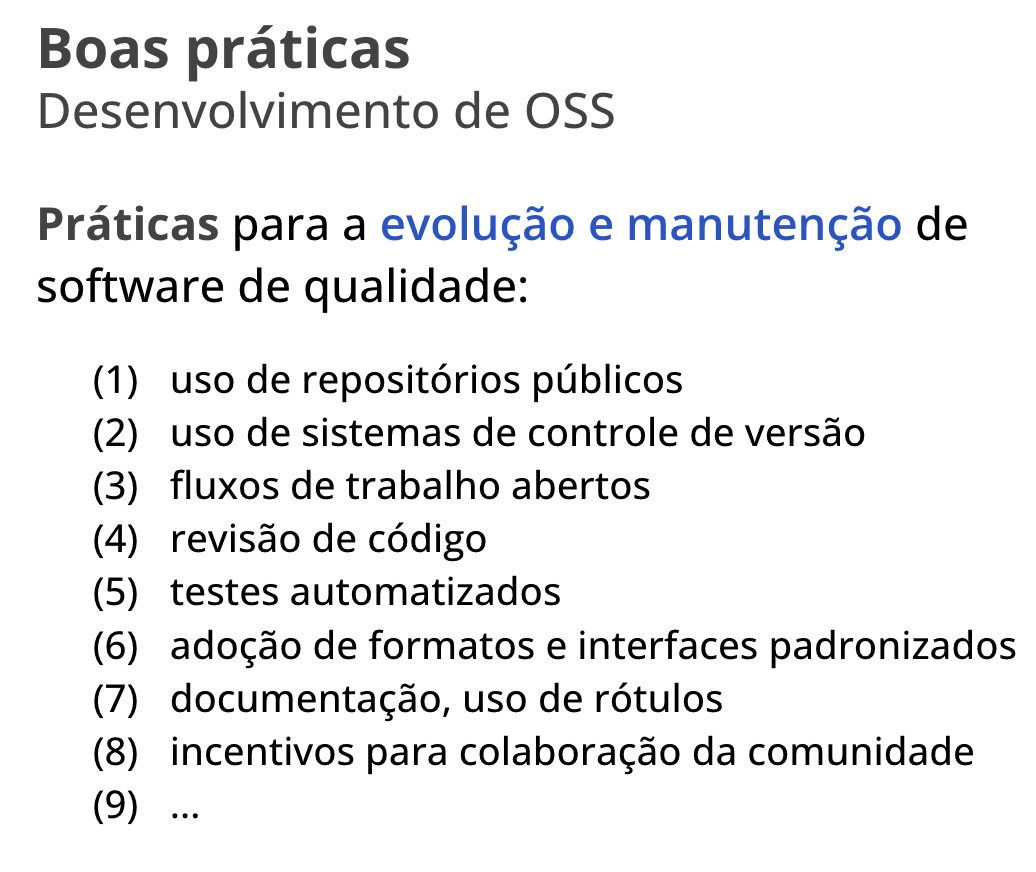 Boas práticas
Desenvolvimento de OSS
Práticas para a evolução e manutenção de
software de qualidade:
(1) uso de repositórios públicos
(2) uso de sistemas de controle de versão
(3) fluxos de trabalho abertos
(4) revisão de código
(5) testes automatizados
(6) adoção de formatos e interfaces padronizados
(7) documentação, uso de rótulos
(8) incentivos para colaboração da comunidade
(9) ...